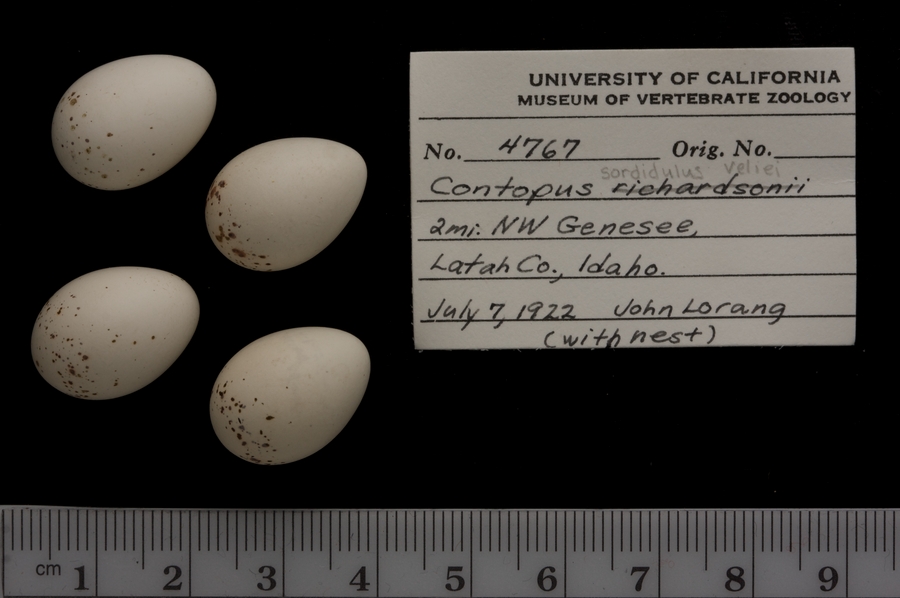 UNIVERSITY OF CALIFORNIA
MUSEUM OF VERTEBRATE ZOOLOGY
No. 4767 Orig. No.
sordidulus veliei
Contopus richardsonii
2mi. NW Genesee,
Latah Co., Idaho.
July 7, 1922 John Lorang
(with nest)
cm 1 2 3 4 5 6 7 8 9